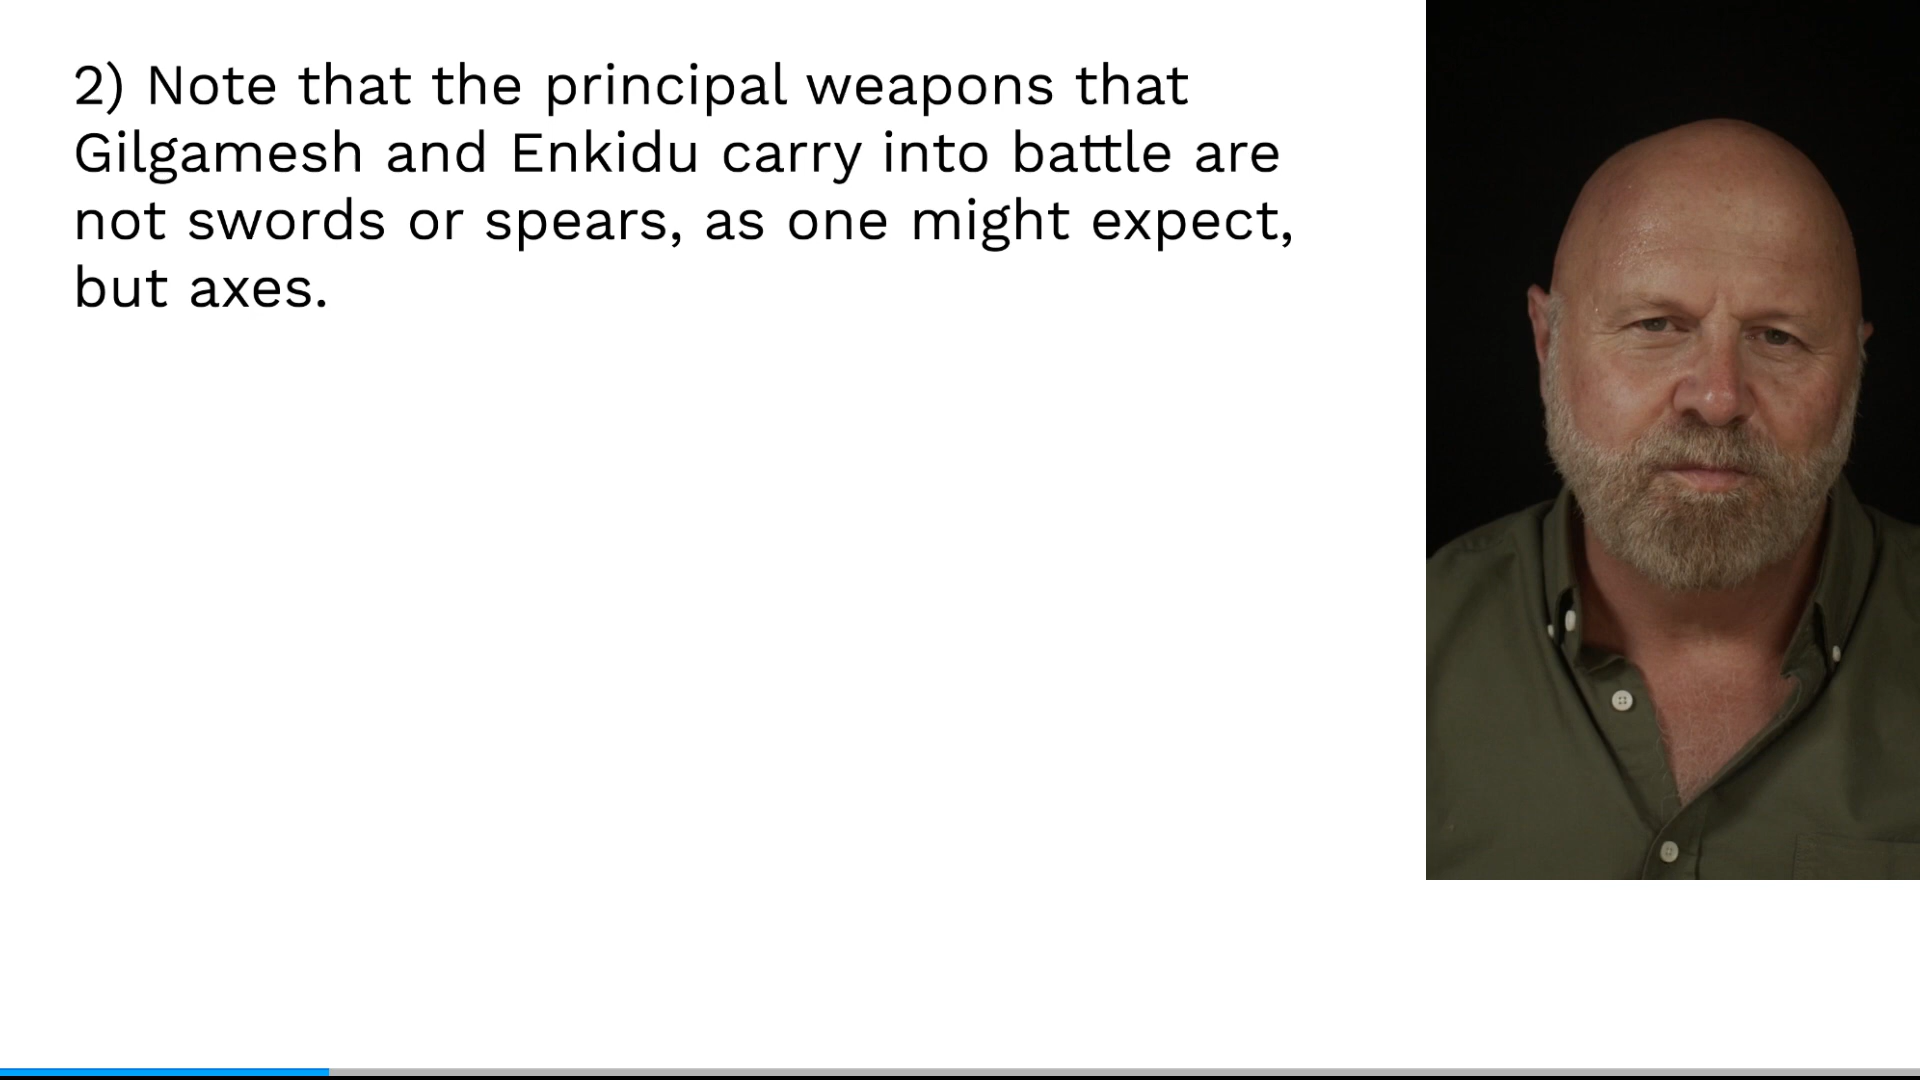 2) Note that the principal weapons that
Gilgamesh and Enkidu carry into battle are
not swords or spears, as one might expect,
but axes.